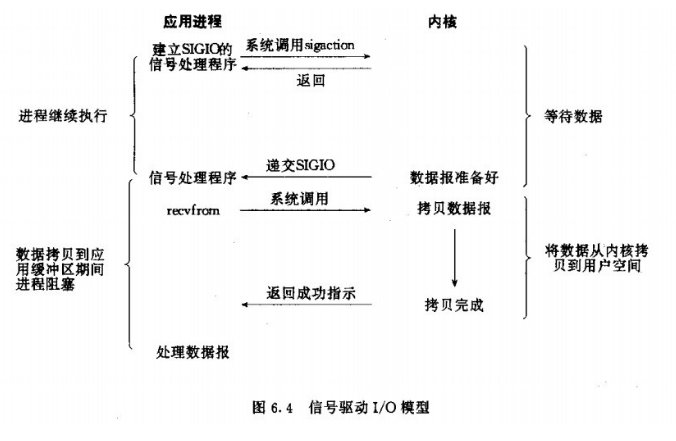 应用进程
内核
建立SIGIO的
信号处理程序
系统调用sigaction
返回
进程继续执行
等待数据
递交SIGIO
信号处理程序
数据报准备好
系统调用
recvfrom
拷贝数据报
数据拷贝到应
用缓冲区期间
进程阻塞
将数据从内核拷
贝到用户空间
返回成功指示
拷贝完成
处理数据报
图 6.4 信号驱动 I/O 模型